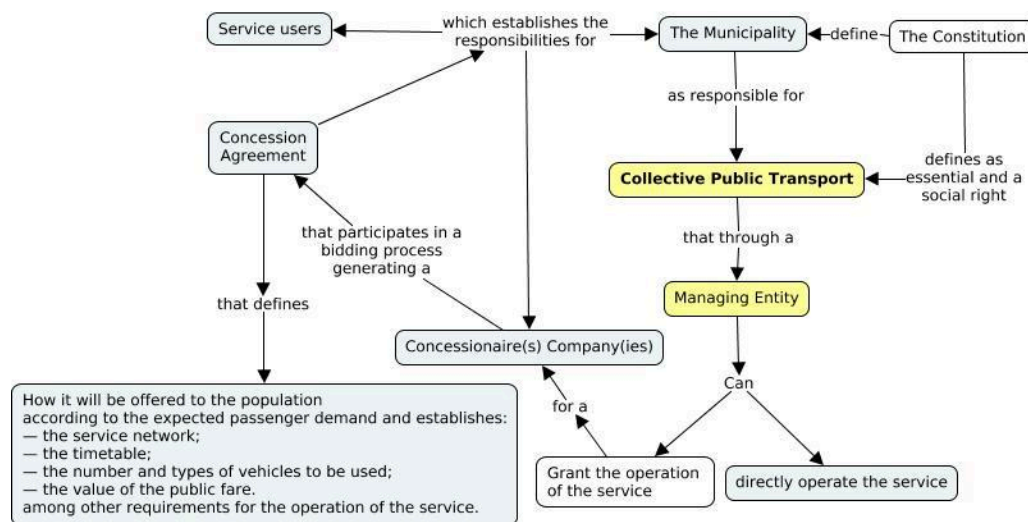 Service users
which establishes the
responsibilities for
The Municipality
define
The Constitution
as responsible for
Concession
Agreement
Collective Public Transport
defines as
essential and a
social right
that participates in a
bidding process
generating a
that through a
Managing Entity
that defines
Concessionaire(s) Company(ies)
Can
How it will be offered to the population
according to the expected passenger demand and establishes:
— the service network;
— the timetable;
— the number and types of vehicles to be used;
— the value of the public fare.
among other requirements for the operation of the service.
for a
Grant the operation
of the service
directly operate the service